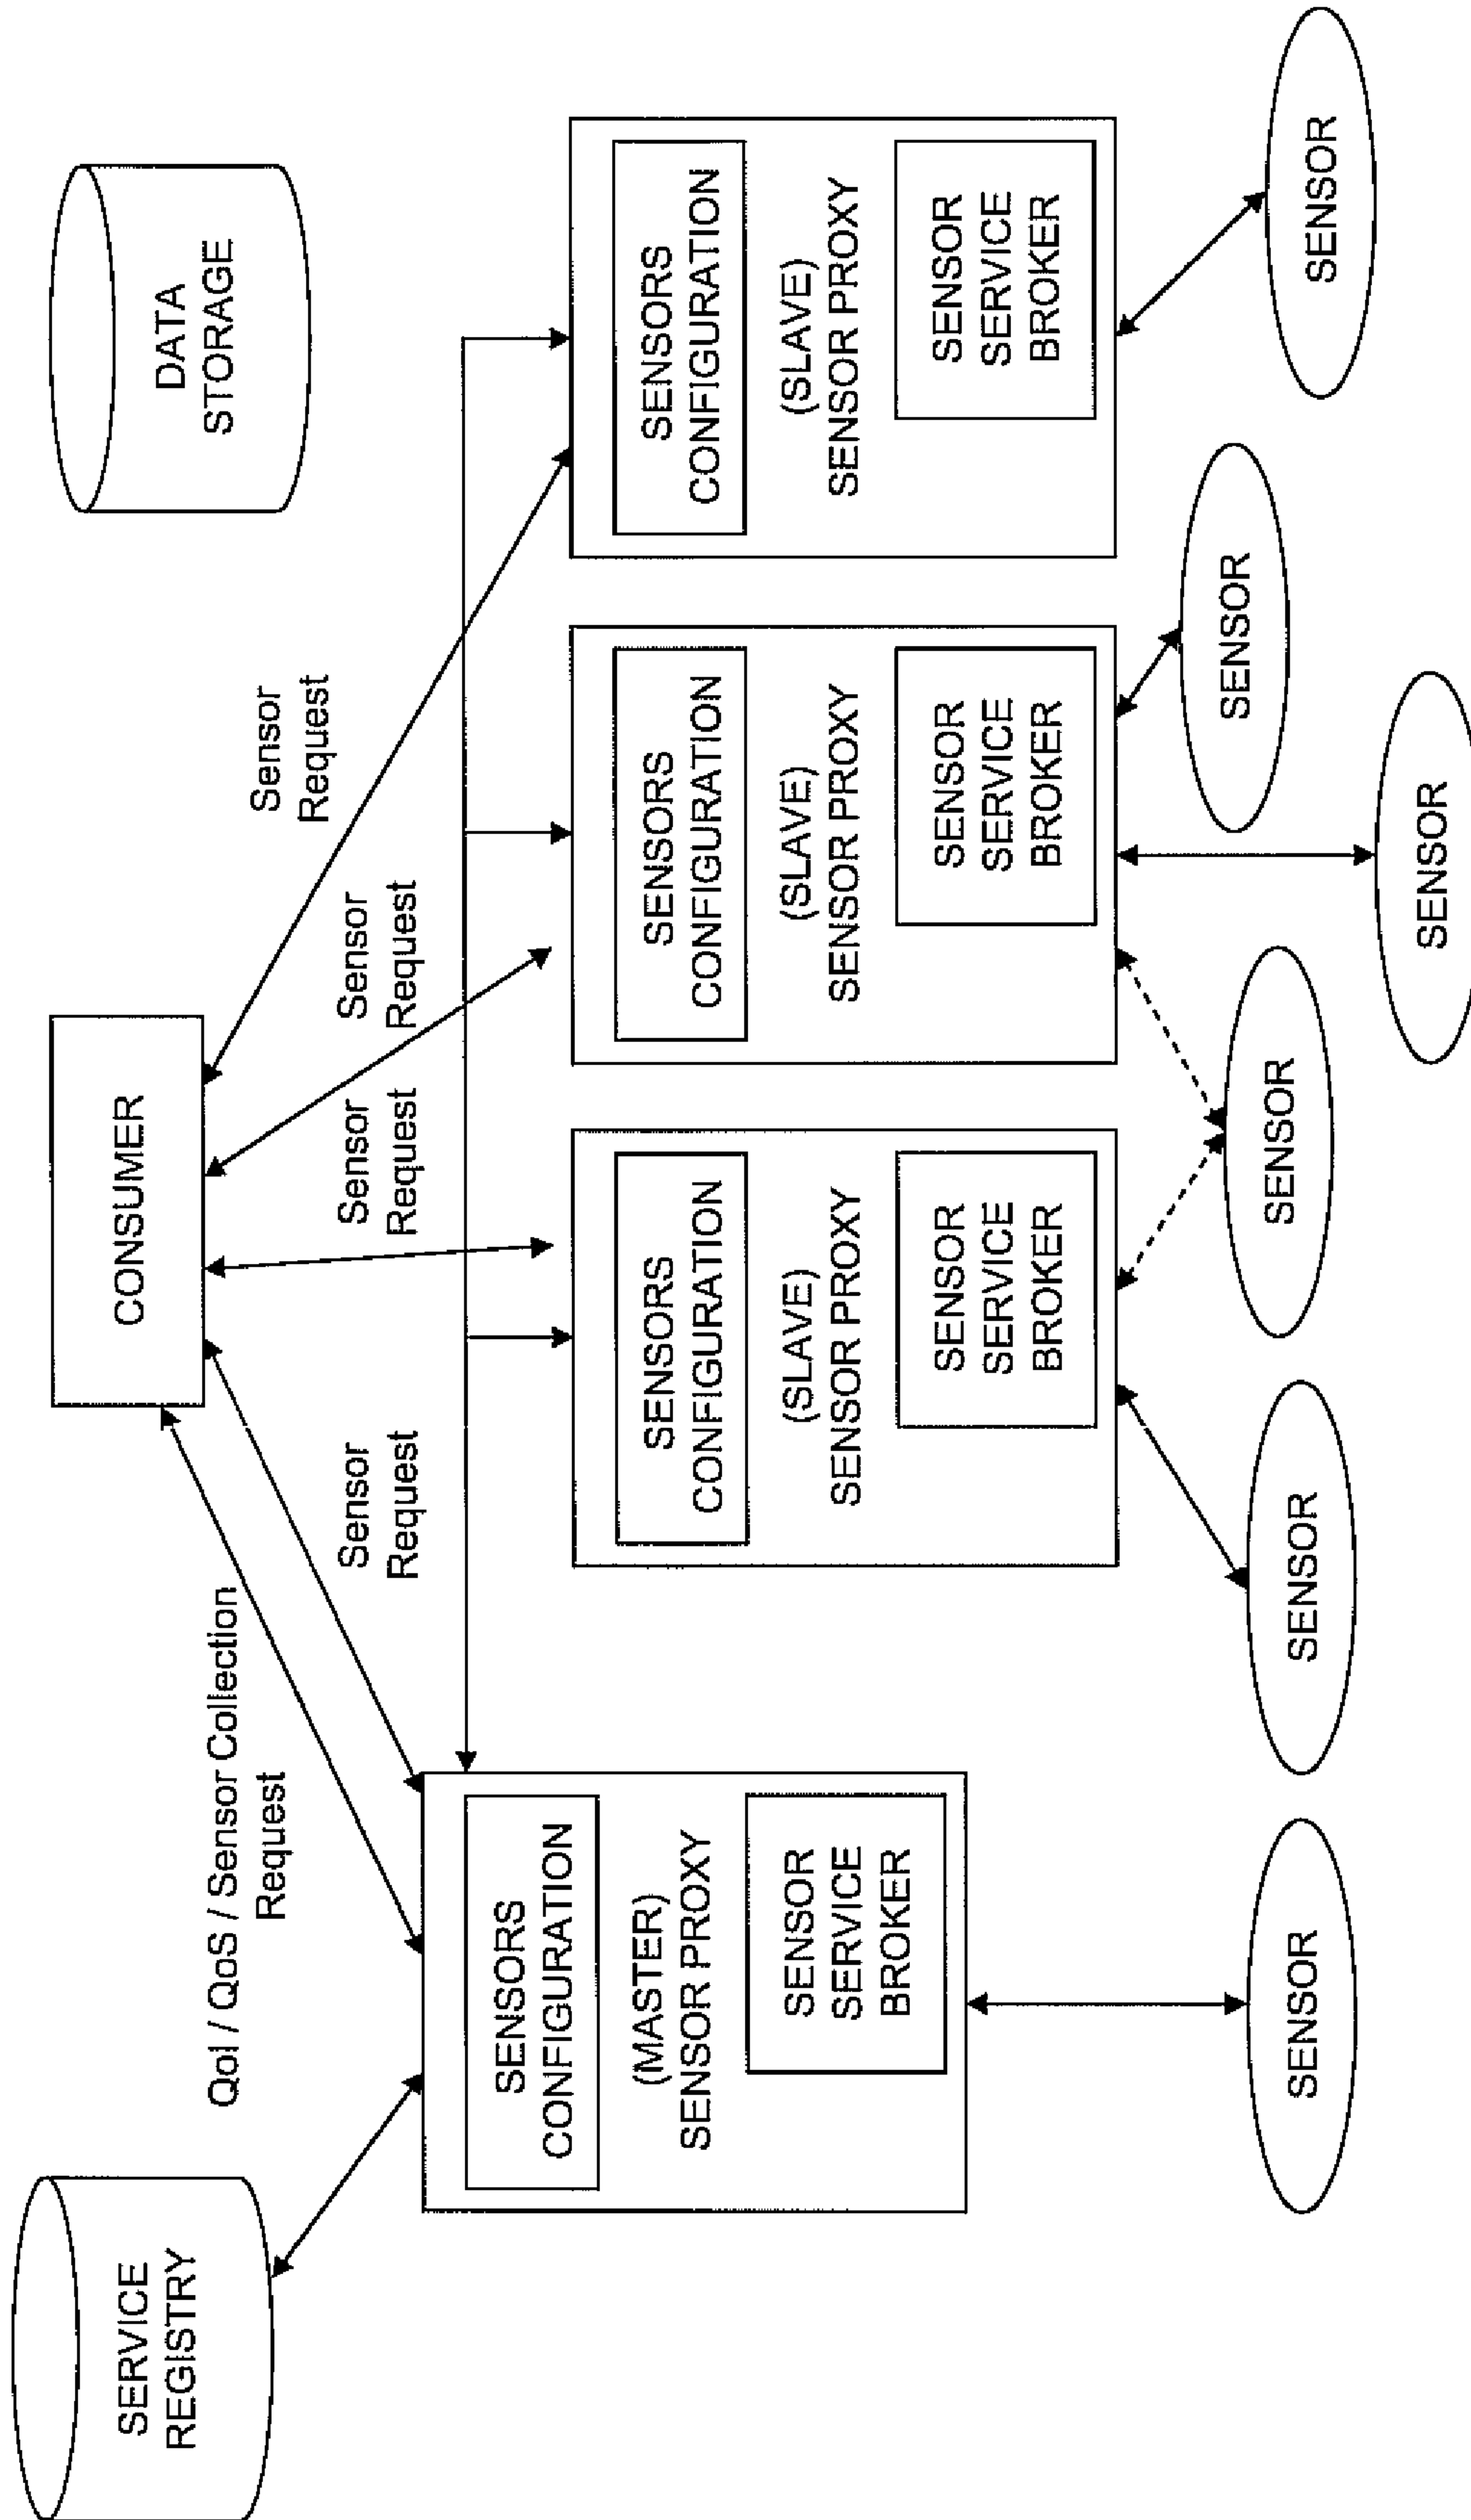 SERVICE
REGISTRY
CONSUMER
DATA
STORAGE
QoI / QoS / Sensor Collection
Request
Sensor
Request
Sensor
Request
Sensor
Request
Sensor
Request
SENSORS
CONFIGURATION
(MASTER)
SENSOR PROXY
SENSOR
SERVICE
BROKER
SENSORS
CONFIGURATION
(SLAVE)
SENSOR PROXY
SENSOR
SERVICE
BROKER
SENSORS
CONFIGURATION
(SLAVE)
SENSOR PROXY
SENSOR
SERVICE
BROKER
SENSORS
CONFIGURATION
(SLAVE)
SENSOR PROXY
SENSOR
SERVICE
BROKER
SENSOR
SENSOR
SENSOR
SENSOR
SENSOR
SENSOR